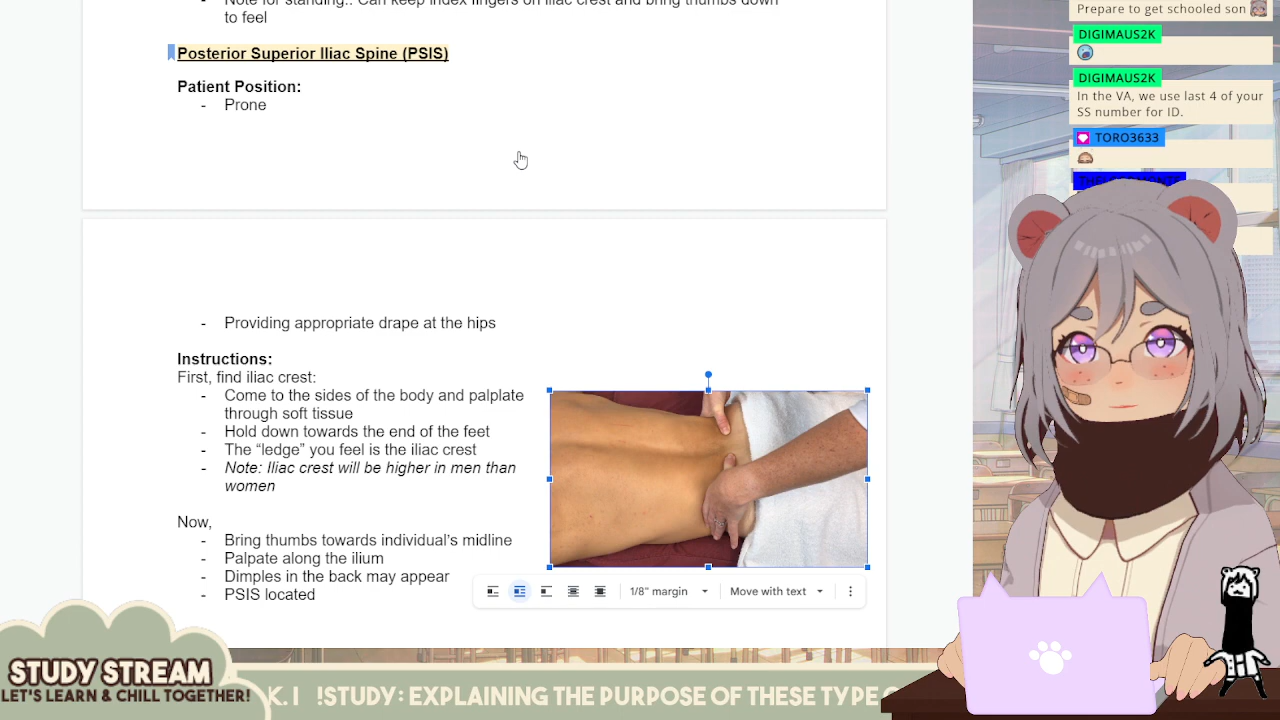 Note for standing.. Can keep index fingers on iliac crest and bring thumbs down
to feel
Posterior Superior Iliac Spine (PSIS)
Patient Position:
- Prone
- Providing appropriate drape at the hips
Instructions:
First, find iliac crest:
- Come to the sides of the body and palplate
through soft tissue
- Hold down towards the end of the feet
- The “ledge” you feel is the iliac crest
- Note: Iliac crest will be higher in men than
women
Now,
- Bring thumbs towards individual’s midline
- Palpate along the ilium
- Dimples in the back may appear
- PSIS located
1/8" margin
Move with text
Prepare to get schooled son
DIGIMAUS2K
DIGIMAUS2K
In the VA, we use last 4 of your
SS number for ID.
TORO3633
STUDY STREAM
LET'S LEARN & CHILL TOGETHER!
K. I !STUDY: EXPLAINING THE PURPOSE OF THESE TYPE